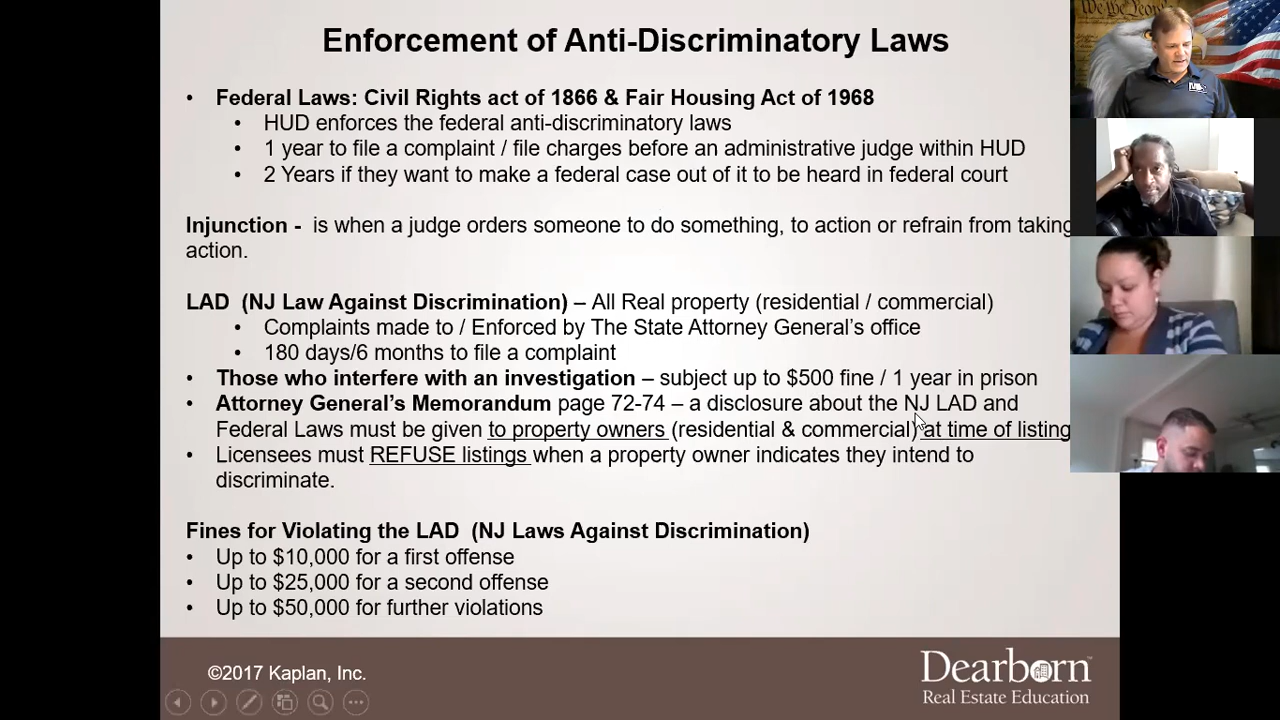 We the People
Enforcement of Anti-Discriminatory Laws
• Federal Laws: Civil Rights act of 1866 & Fair Housing Act of 1968
• HUD enforces the federal anti-discriminatory laws
• 1 year to file a complaint / file charges before an administrative judge within HUD
• 2 Years if they want to make a federal case out of it to be heard in federal court
Injunction - is when a judge orders someone to do something, to action or refrain from taking
action.
LAD (NJ Law Against Discrimination) – All Real property (residential / commercial)
• Complaints made to / Enforced by The State Attorney General's office
• 180 days/6 months to file a complaint
• Those who interfere with an investigation – subject up to $500 fine / 1 year in prison
• Attorney General's Memorandum page 72-74 – a disclosure about the NJ LAD and
Federal Laws must be given to property owners (residential & commercial) at time of listing
• Licensees must REFUSE listings when a property owner indicates they intend to
discriminate.
Fines for Violating the LAD (NJ Laws Against Discrimination)
• Up to $10,000 for a first offense
• Up to $25,000 for a second offense
• Up to $50,000 for further violations
©2017 Kaplan, Inc.
Dearborn™
Real Estate Education